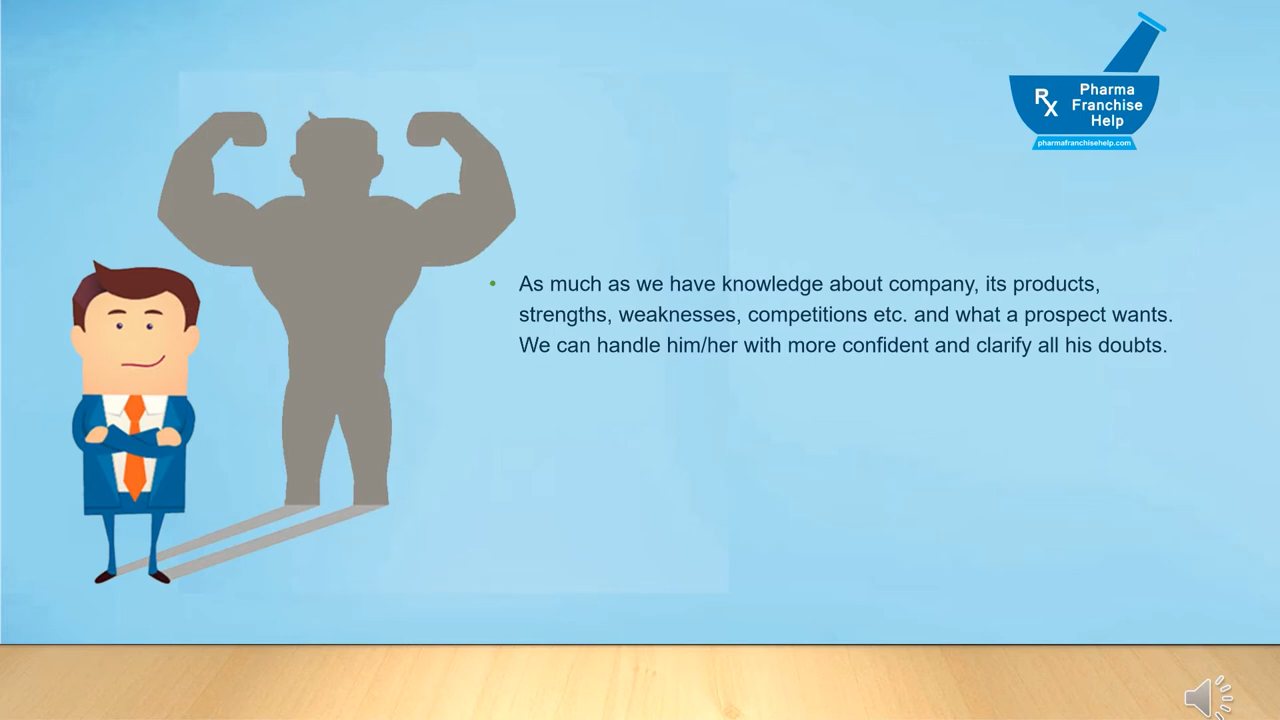 Rx
Pharma
Franchise
Help
pharmafranchisehelp.com
• As much as we have knowledge about company, its products,
strengths, weaknesses, competitions etc. and what a prospect wants.
We can handle him/her with more confident and clarify all his doubts.